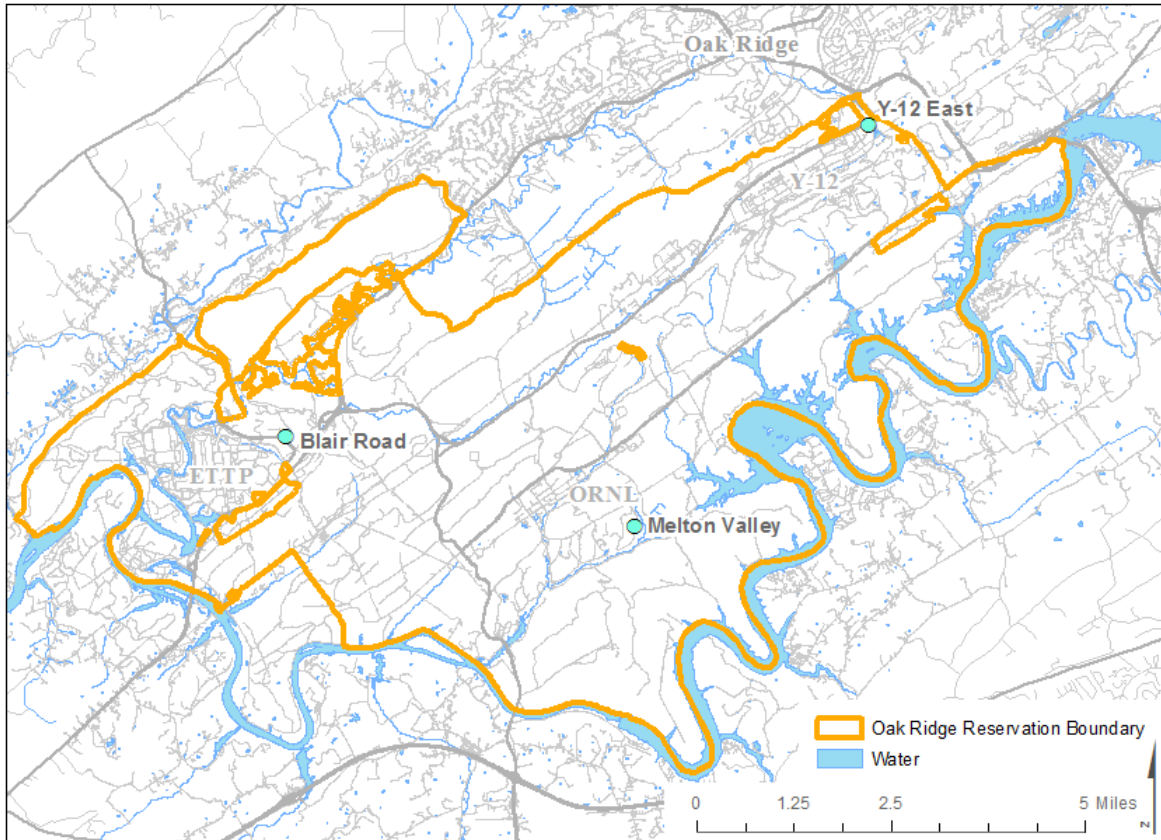 Oak Ridge
Y-12 East
Y-12
Blair Road
ETTP
ORNL
Melton Valley
Oak Ridge Reservation Boundary
Water
0 1.25 2.5 5 Miles
N